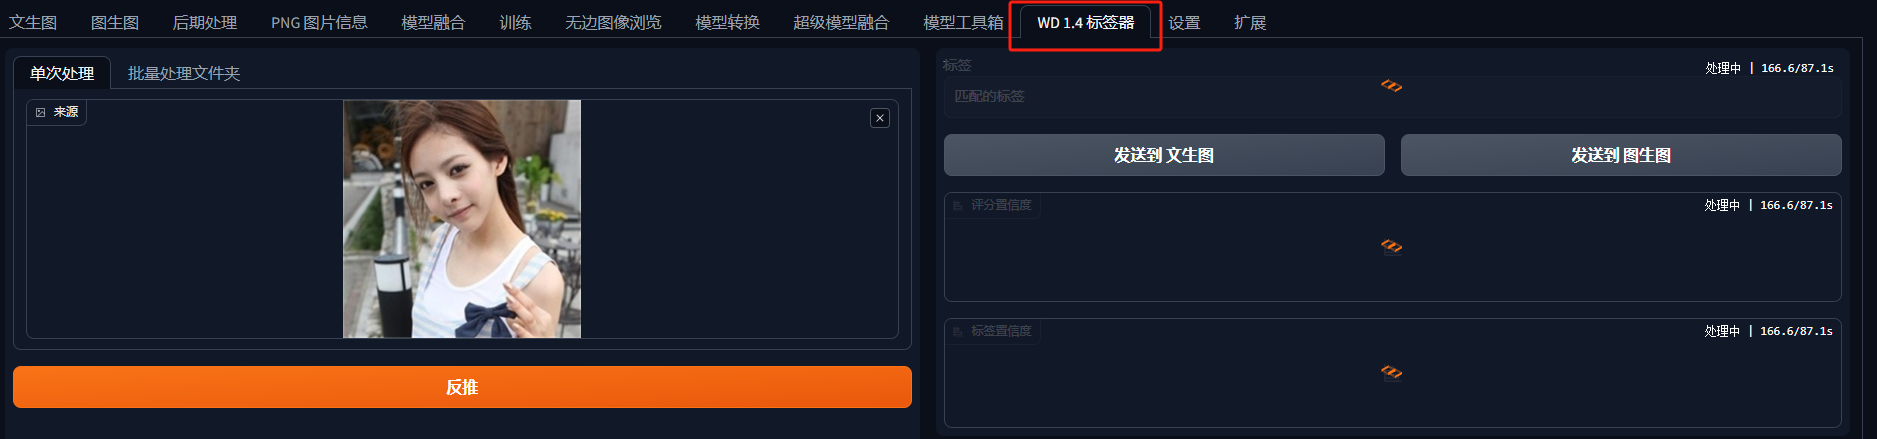 文生图 图生图 后期处理 PNG 图片信息 模型融合 训练 无边图像浏览 模型转换 超级模型融合 模型工具箱 WD 1.4 标签器 设置 扩展
单次处理 批量处理文件夹
来源
反推
标签
处理中 | 166.6/87.1s
匹配的标签
发送到 文生图 发送到 图生图
评分置信度 处理中 | 166.6/87.1s
标签置信度 处理中 | 166.6/87.1s